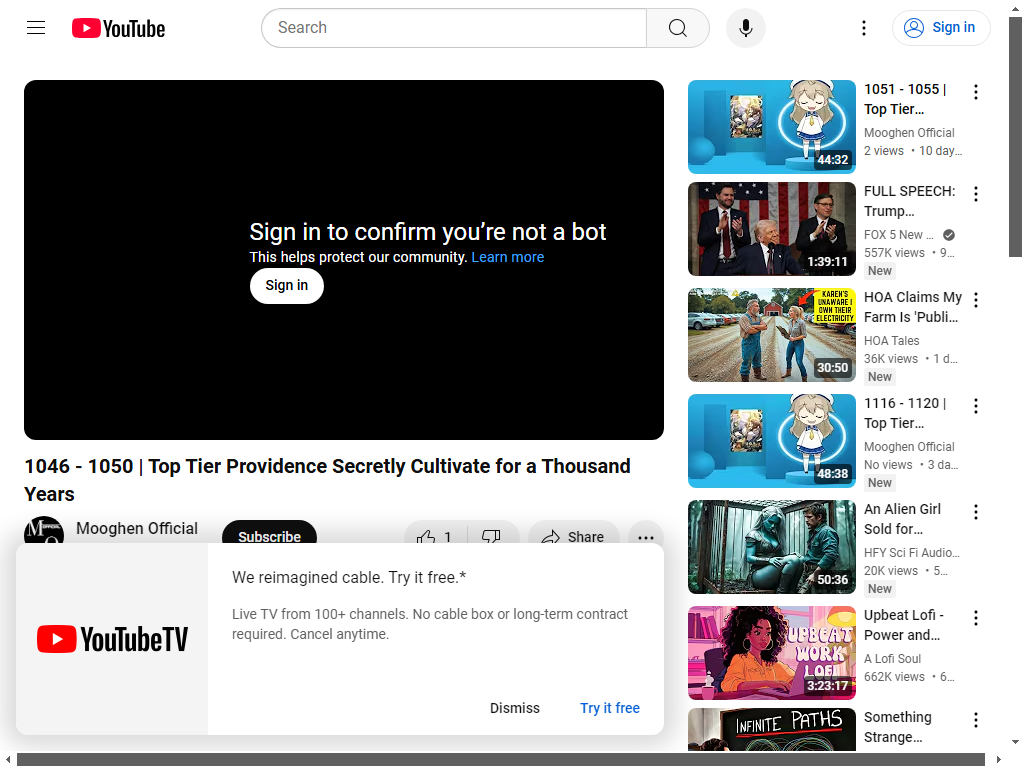 YouTube
Search
Sign in
Sign in to confirm you’re not a bot
This helps protect our community. Learn more
Sign in
1046 - 1050 | Top Tier Providence Secretly Cultivate for a Thousand
Years
Mooghen Official
Subscribe
1
Share
YouTubeTV
We reimagined cable. Try it free.*
Live TV from 100+ channels. No cable box or long-term contract
required. Cancel anytime.
Dismiss
Try it free
44:32
1051 - 1055 |
Top Tier…
Mooghen Official
2 views • 10 day…
1:39:11
FULL SPEECH:
Trump…
FOX 5 New …
557K views • 9…
New
KAREN'S
UNAWARE I
OWN THEIR
ELECTRICITY
30:50
HOA Claims My
Farm Is 'Publi…
HOA Tales
36K views • 1 d…
New
48:38
1116 - 1120 |
Top Tier…
Mooghen Official
No views • 3 da…
New
50:36
An Alien Girl
Sold for…
HFY Sci Fi Audio…
20K views • 5…
New
UPBEAT
WORK
LOFI
3:23:17
Upbeat Lofi -
Power and…
A Lofi Soul
662K views • 6…
INFINITE PATHS
Something
Strange…